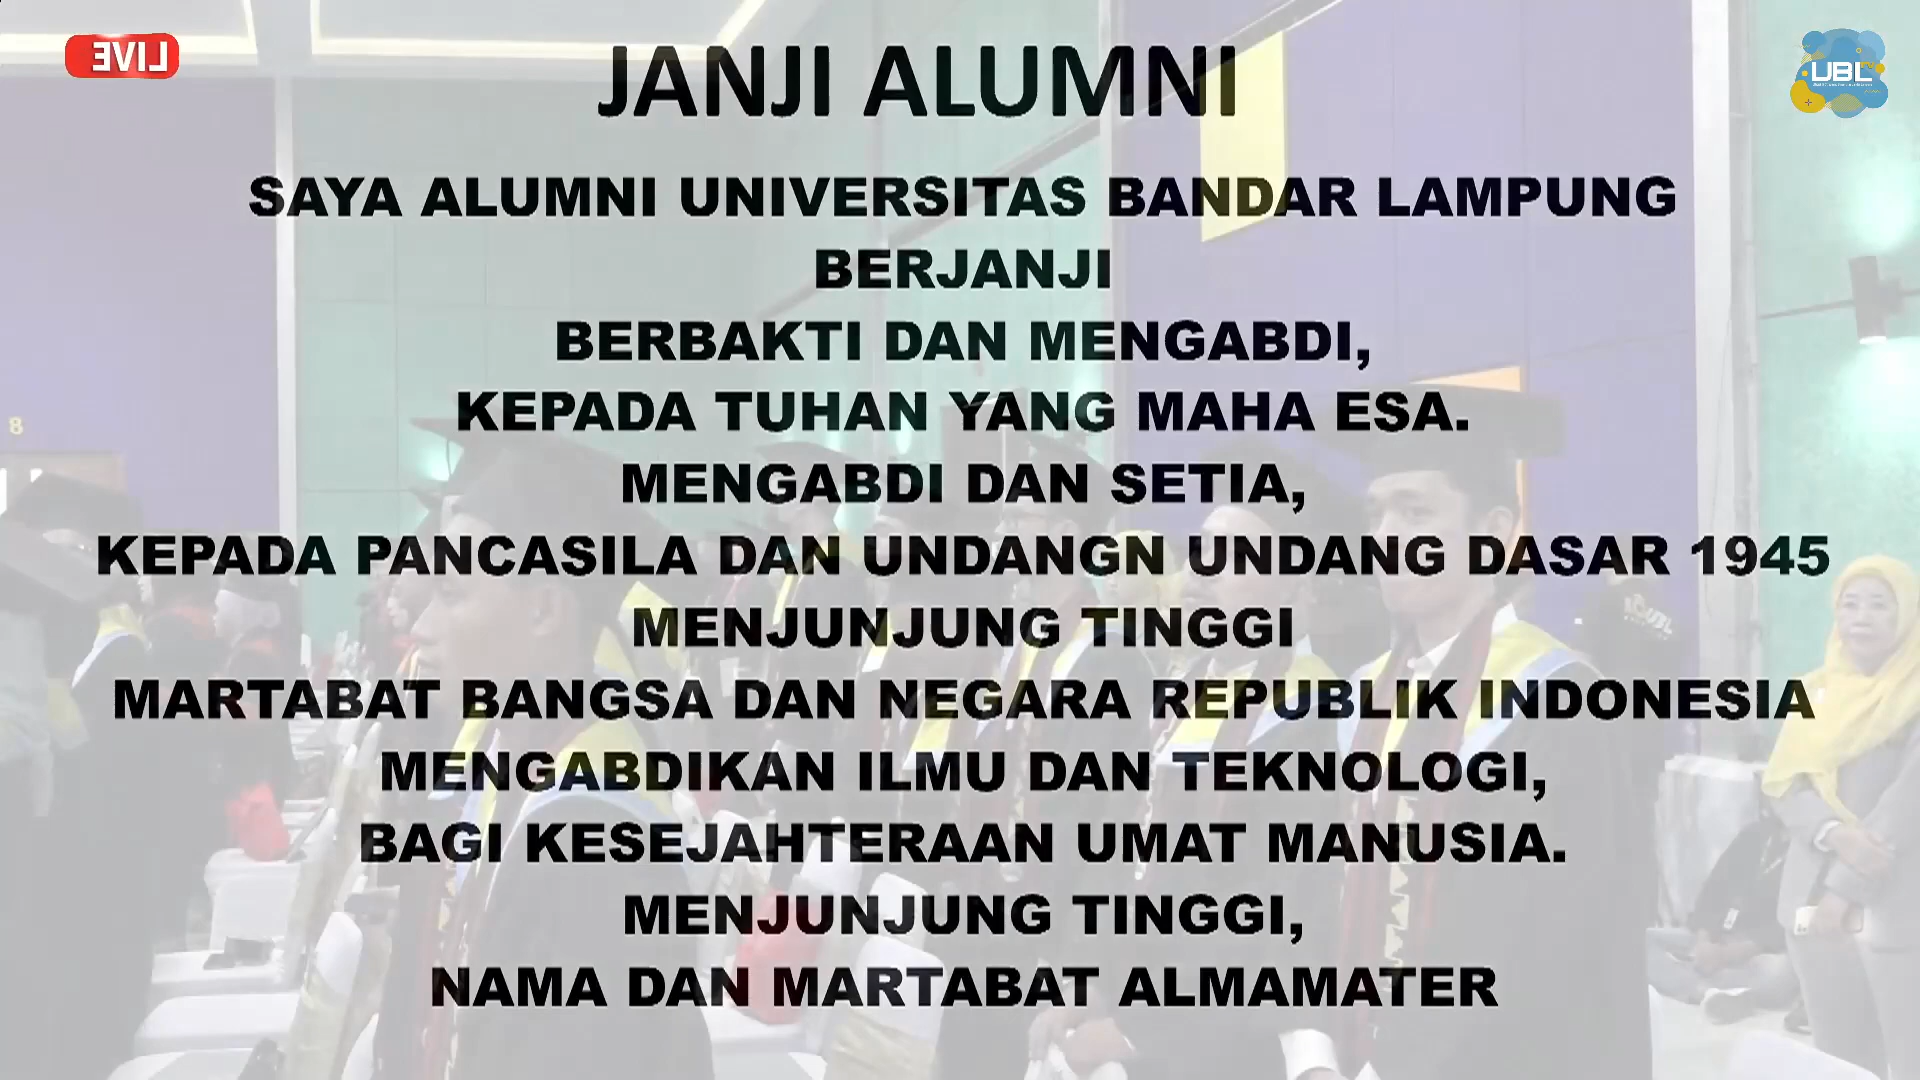 LIVE
UBL
JANJI ALUMNI
SAYA ALUMNI UNIVERSITAS BANDAR LAMPUNG
BERJANJI
BERBAKTI DAN MENGABDI,
KEPADA TUHAN YANG MAHA ESA.
MENGABDI DAN SETIA,
KEPADA PANCASILA DAN UNDANGN UNDANG DASAR 1945
MENJUNJUNG TINGGI
MARTABAT BANGSA DAN NEGARA REPUBLIK INDONESIA
MENGABDIKAN ILMU DAN TEKNOLOGI,
BAGI KESEJAHTERAAN UMAT MANUSIA.
MENJUNJUNG TINGGI,
NAMA DAN MARTABAT ALMAMATER
8
UBL